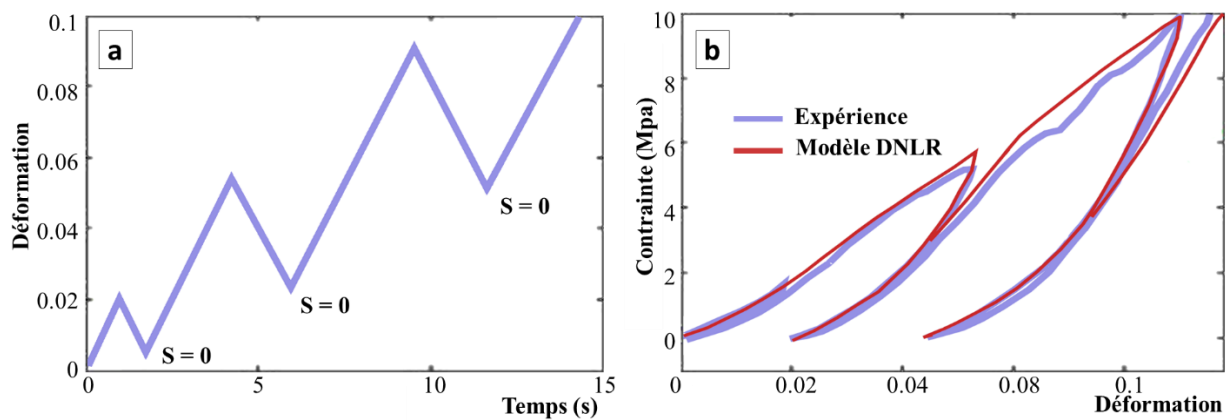 a
Déformation
0.1
0.08
0.06
0.04
0.02
0
S = 0
S = 0
S = 0
0
5
10
15
Temps (s)
b
Contrainte (Mpa)
10
8
6
4
2
0
Expérience
Modèle DNLR
0
0.02
0.04
0.08
0.1
Déformation